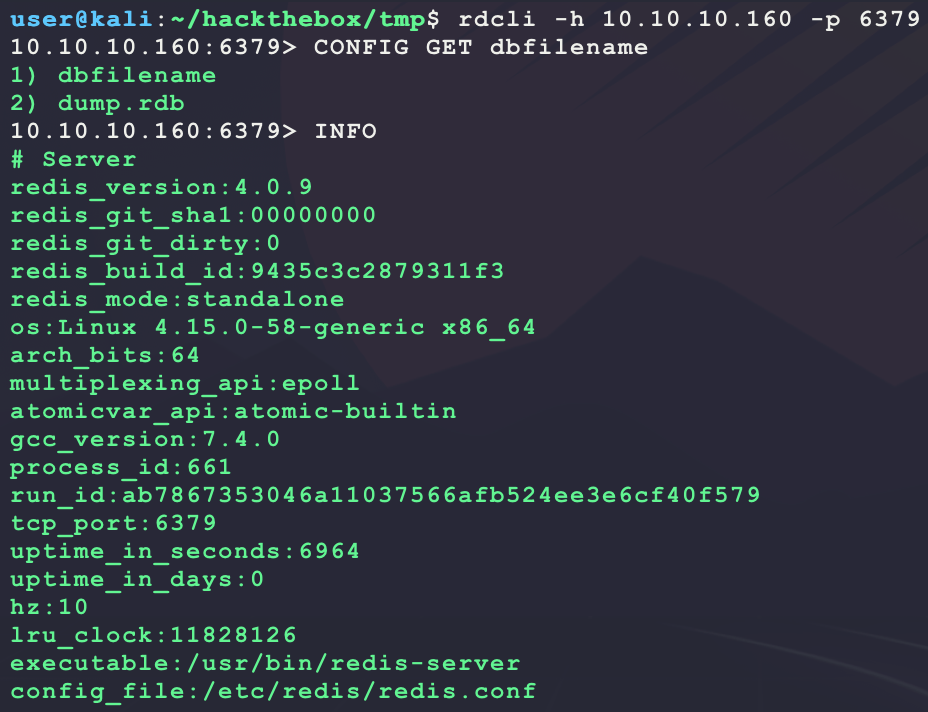 user@kali:~/hackthebox/tmp$ rdcli -h 10.10.10.160 -p 6379
10.10.10.160:6379> CONFIG GET dbfilename
1) dbfilename
2) dump.rdb
10.10.10.160:6379> INFO
# Server
redis_version:4.0.9
redis_git_sha1:00000000
redis_git_dirty:0
redis_build_id:9435c3c2879311f3
redis_mode:standalone
os:Linux 4.15.0-58-generic x86_64
arch_bits:64
multiplexing_api:epoll
atomicvar_api:atomic-builtin
gcc_version:7.4.0
process_id:661
run_id:ab7867353046a11037566afb524ee3e6cf40f579
tcp_port:6379
uptime_in_seconds:6964
uptime_in_days:0
hz:10
lru_clock:11828126
executable:/usr/bin/redis-server
config_file:/etc/redis/redis.conf